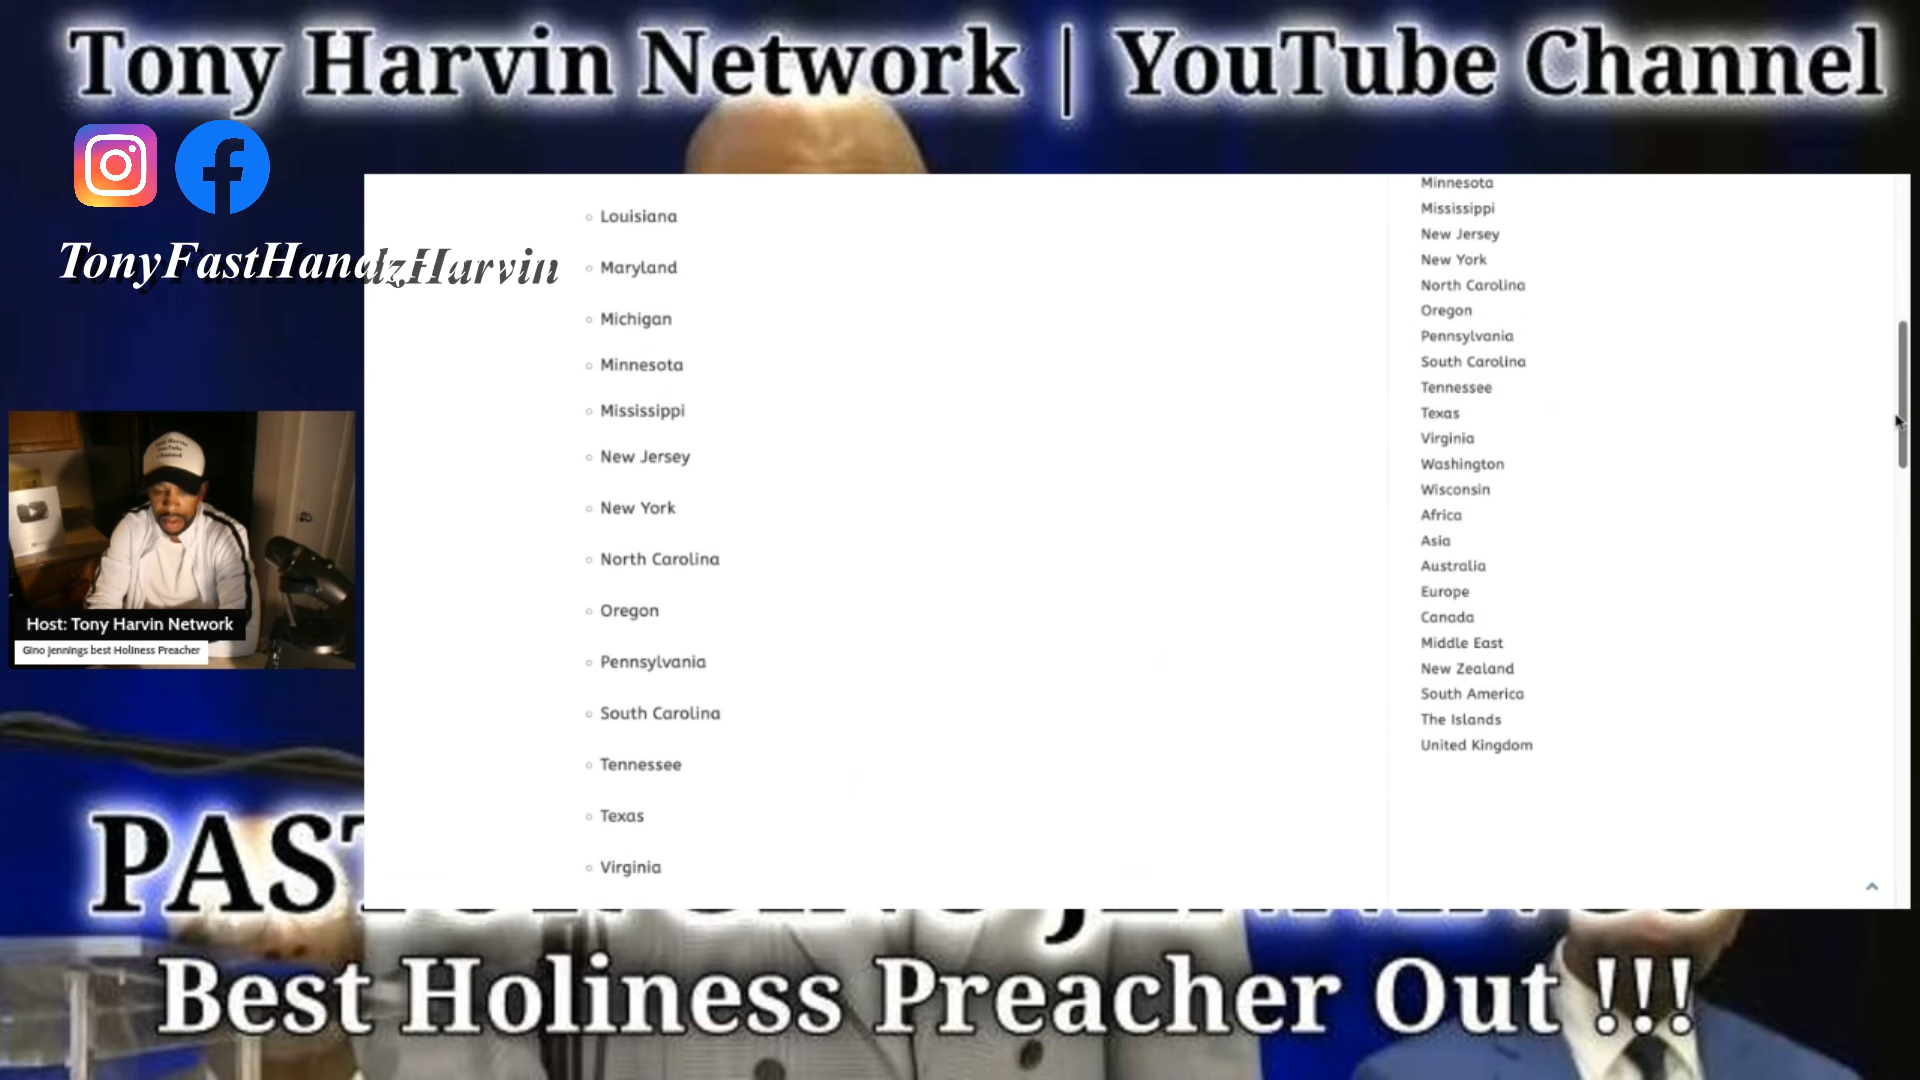 Tony Harvin Network | YouTube Channel
TonyFastHandzHarvin
Louisiana
Maryland
Michigan
Minnesota
Mississippi
New Jersey
New York
North Carolina
Oregon
Pennsylvania
South Carolina
Tennessee
Texas
Virginia
Minnesota
Mississippi
New Jersey
New York
North Carolina
Oregon
Pennsylvania
South Carolina
Tennessee
Texas
Virginia
Washington
Wisconsin
Africa
Asia
Australia
Europe
Canada
Middle East
New Zealand
South America
The Islands
United Kingdom
Host: Tony Harvin Network
Gino Jennings best Holiness Preacher
Best Holiness Preacher Out !!!